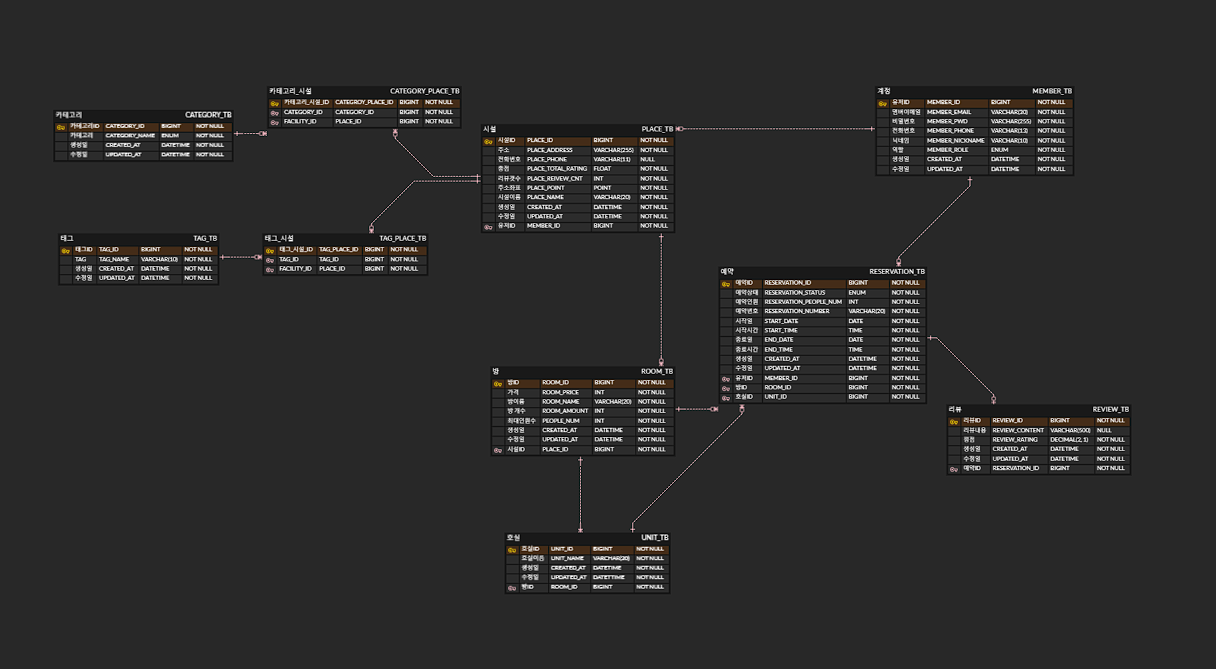 카테고리 CATEGORY_TB
카테고리ID CATEGORY_ID BIGINT NOT NULL
카테고리 CATEGORY_NAME ENUM NOT NULL
생성일 CREATED_AT DATETIME NOT NULL
수정일 UPDATED_AT DATETIME NOT NULL
카테고리_시설 CATEGORY_PLACE_TB
카테고리_시설_ID CATEGROY_PLACE_ID BIGINT NOT NULL
CATEGORY_ID CATEGORY_ID BIGINT NOT NULL
FACILITY_ID PLACE_ID BIGINT NOT NULL
시설 PLACE_TB
시설ID PLACE_ID BIGINT NOT NULL
주소 PLACE_ADDRESS VARCHAR(255) NOT NULL
전화번호 PLACE_PHONE VARCHAR(11) NULL
총점 PLACE_TOTAL_RATING FLOAT NOT NULL
리뷰갯수 PLACE_REIVEW_CNT INT NOT NULL
주소좌표 PLACE_POINT POINT NOT NULL
시설이름 PLACE_NAME VARCHAR(20) NOT NULL
생성일 CREATED_AT DATETIME NOT NULL
수정일 UPDATED_AT DATETIME NOT NULL
유저ID MEMBER_ID BIGINT NOT NULL
계정 MEMBER_TB
유저ID MEMBER_ID BIGINT NOT NULL
MEMBER_EMAIL VARCHAR(20) NOT NULL
비밀번호 MEMBER_PWD VARCHAR(255) NOT NULL
전화번호 MEMBER_PHONE VARCHAR(13) NOT NULL
닉네임 MEMBER_NICKNAME VARCHAR(10) NOT NULL
역할 MEMBER_ROLE ENUM NOT NULL
생성일 CREATED_AT DATETIME NOT NULL
수정일 UPDATED_AT DATETIME NOT NULL
태그 TAG_TB
태그ID TAG_ID BIGINT NOT NULL
TAG TAG_NAME VARCHAR(10) NOT NULL
생성일 CREATED_AT DATETIME NOT NULL
수정일 UPDATED_AT DATETIME NOT NULL
태그_시설 TAG_PLACE_TB
태그_시설_ID TAG_PLACE_ID BIGINT NOT NULL
TAG_ID TAG_ID BIGINT NOT NULL
FACILITY_ID PLACE_ID BIGINT NOT NULL
예약 RESERVATION_TB
예약ID RESERVATION_ID BIGINT NOT NULL
예약상태 RESERVATION_STATUS ENUM NOT NULL
예약인원 RESERVATION_PEOPLE_NUM INT NOT NULL
예약번호 RESERVATION_NUMBER VARCHAR(20) NOT NULL
시작일 START_DATE DATE NOT NULL
시작시간 START_TIME TIME NOT NULL
종료일 END_DATE DATE NOT NULL
종료시간 END_TIME TIME NOT NULL
생성일 CREATED_AT DATETIME NOT NULL
수정일 UPDATED_AT DATETIME NOT NULL
유저ID MEMBER_ID BIGINT NOT NULL
방ID ROOM_ID BIGINT NOT NULL
호실ID UNIT_ID BIGINT NOT NULL
방 ROOM_TB
방ID ROOM_ID BIGINT NOT NULL
가격 ROOM_PRICE INT NOT NULL
방이름 ROOM_NAME VARCHAR(20) NOT NULL
방 개수 ROOM_AMOUNT INT NOT NULL
최대인원수 PEOPLE_NUM INT NOT NULL
생성일 CREATED_AT DATETIME NOT NULL
수정일 UPDATED_AT DATETIME NOT NULL
시설ID PLACE_ID BIGINT NOT NULL
리뷰 REVIEW_TB
리뷰ID REVIEW_ID BIGINT NOT NULL
리뷰내용 REVIEW_CONTENT VARCHAR(500) NULL
평점 REVIEW_RATING DECIMAL(2, 1) NOT NULL
생성일 CREATED_AT DATETIME NOT NULL
수정일 UPDATED_AT DATETIME NOT NULL
예약ID RESERVATION_ID BIGINT NOT NULL
호실 UNIT_TB
호실ID UNIT_ID BIGINT NOT NULL
호실이름 UNIT_NAME VARCHAR(20) NOT NULL
생성일 CREATED_AT DATETIME NOT NULL
수정일 UPDATED_AT DATETTIME NOT NULL
방ID ROOM_ID BIGINT NOT NULL